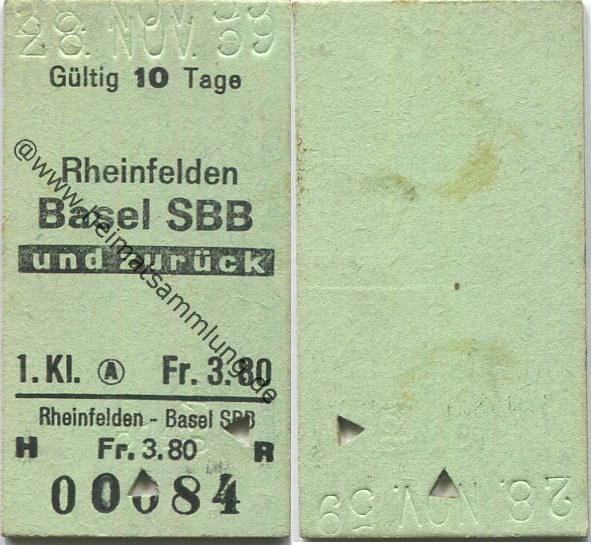 28. NOV. 59
Gültig 10 Tage
Rheinfelden
Basel SBB
und zurück
1. Kl. Ⓐ Fr. 3.80
Rheinfelden - Basel SBB
H Fr. 3.80 R
00084
@www.heimatsammlung.de
28. NOV. 59